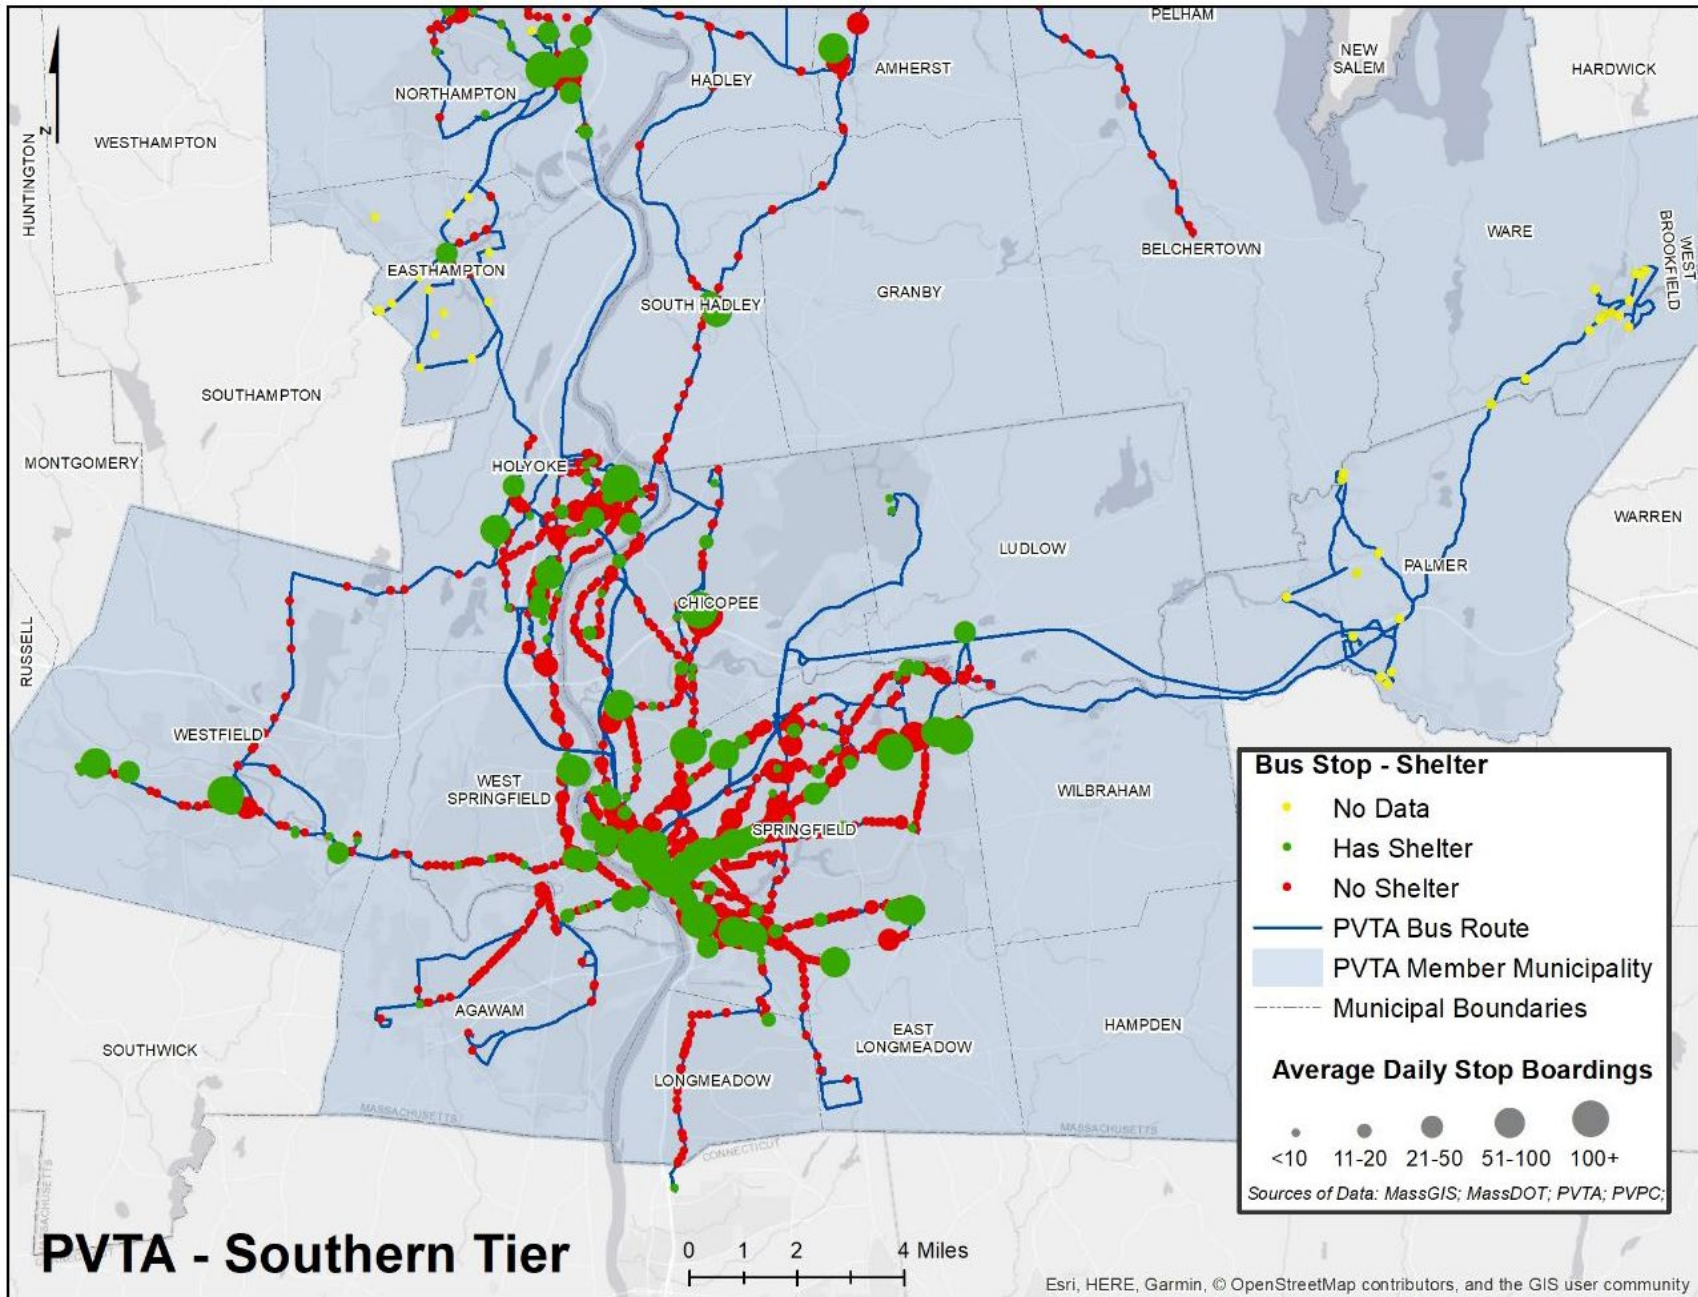 PELHAM
NEW
SALEM
HARDWICK
HADLEY
AMHERST
NORTHAMPTON
WESTHAMPTON
HUNTINGTON
Z
WARE
WEST
BROOKFIELD
BELCHERTOWN
EASTHAMPTON
GRANBY
SOUTH HADLEY
SOUTHAMPTON
MONTGOMERY
HOLYOKE
WARREN
LUDLOW
PALMER
CHICOPEE
RUSSELL
WESTFIELD
WEST
SPRINGFIELD
WILBRAHAM
SPRINGFIELD
AGAWAM
HAMPDEN
EAST
LONGMEADOW
SOUTHWICK
LONGMEADOW
MASSACHUSETTS
MASSACHUSETTS
CONNECTICUT
MASSACHUSETTS
Bus Stop - Shelter
No Data
Has Shelter
No Shelter
PVTA Bus Route
PVTA Member Municipality
Municipal Boundaries
Average Daily Stop Boardings
<10 11-20 21-50 51-100 100+
Sources of Data: MassGIS; MassDOT; PVTA; PVPC;
PVTA - Southern Tier
0 1 2 4 Miles
Esri, HERE, Garmin, © OpenStreetMap contributors, and the GIS user community